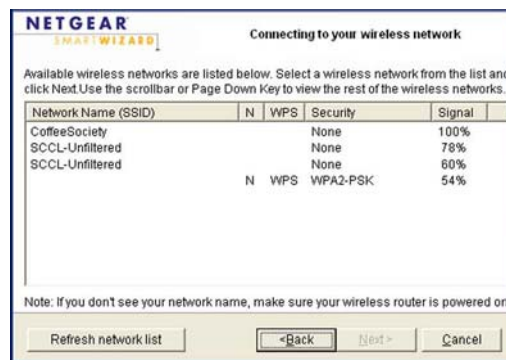 NETGEAR
SMARTWIZARD
Connecting to your wireless network
Available wireless networks are listed below. Select a wireless network from the list and
click Next.Use the scrollbar or Page Down Key to view the rest of the wireless networks.
Network Name (SSID) N WPS Security Signal
CoffeeSociety None 100%
SCCL-Unfiltered None 78%
SCCL-Unfiltered None 60%
N WPS WPA2-PSK 54%
Note: If you don't see your network name, make sure your wireless router is powered on
Refresh network list <Back Next> Cancel